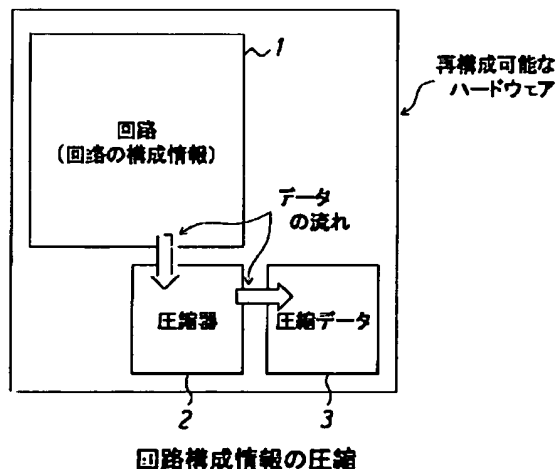 1
再構成可能な
ハードウェア
回路
(回路の構成情報)
データ
の流れ
圧縮器
圧縮データ
2
3
回路構成情報の圧縮